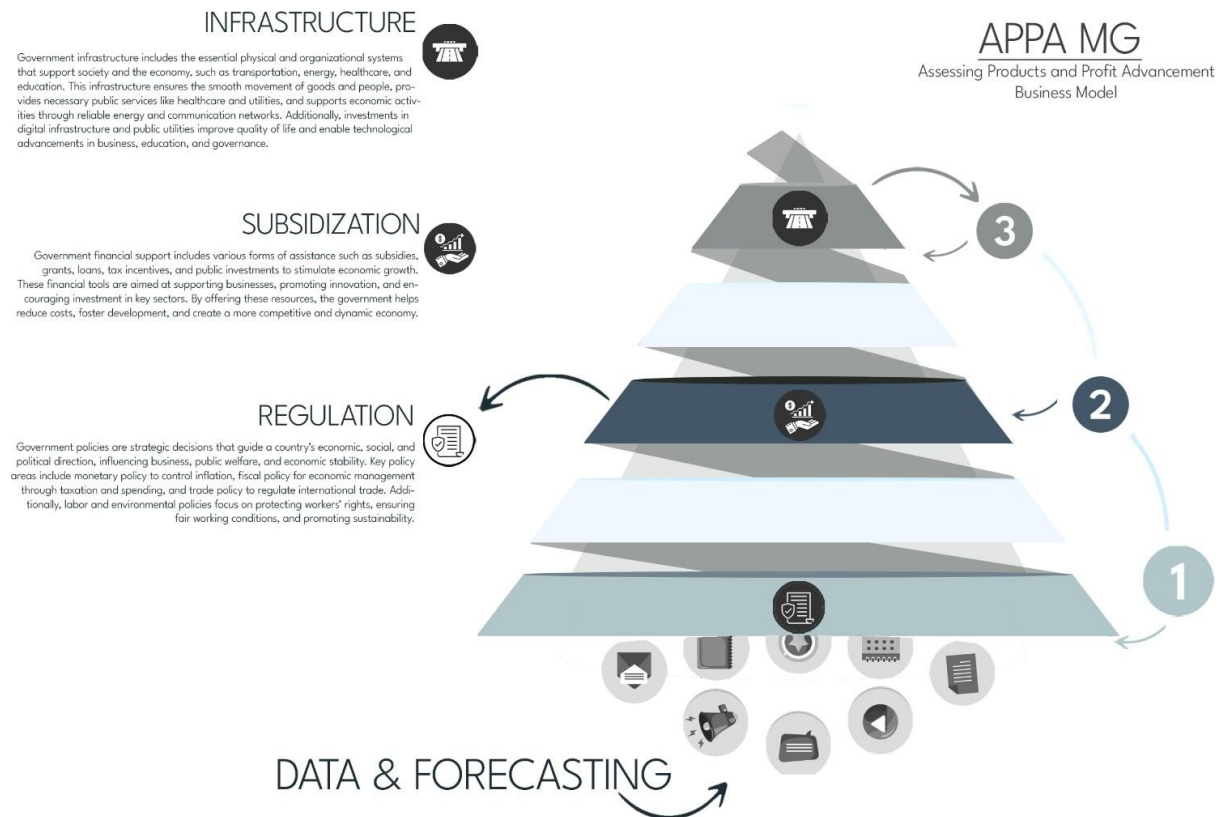 INFRASTRUCTURE
Government infrastructure includes the essential physical and organizational systems
that support society and the economy, such as transportation, energy, healthcare, and
education. This infrastructure ensures the smooth movement of goods and people, pro-
vides necessary public services like healthcare and utilities, and supports economic activ-
ities through reliable energy and communication networks. Additionally, investments in
digital infrastructure and public utilities improve quality of life and enable technological
advancements in business, education, and governance.
APPA MG
Assessing Products and Profit Advancement
Business Model
SUBSIDIZATION
Government financial support includes various forms of assistance such as subsidies,
grants, loans, tax incentives, and public investments to stimulate economic growth.
These financial tools are aimed at supporting businesses, promoting innovation, and en-
couraging investment in key sectors. By offering these resources, the government helps
reduce costs, foster development, and create a more competitive and dynamic economy.
REGULATION
Government policies are strategic decisions that guide a country's economic, social, and
political direction, influencing business, public welfare, and economic stability. Key policy
areas include monetary policy to control inflation, fiscal policy for economic management
through taxation and spending, and trade policy to regulate international trade. Addi-
tionally, labor and environmental policies focus on protecting workers' rights, ensuring
fair working conditions, and promoting sustainability.
3
2
1
DATA & FORECASTING